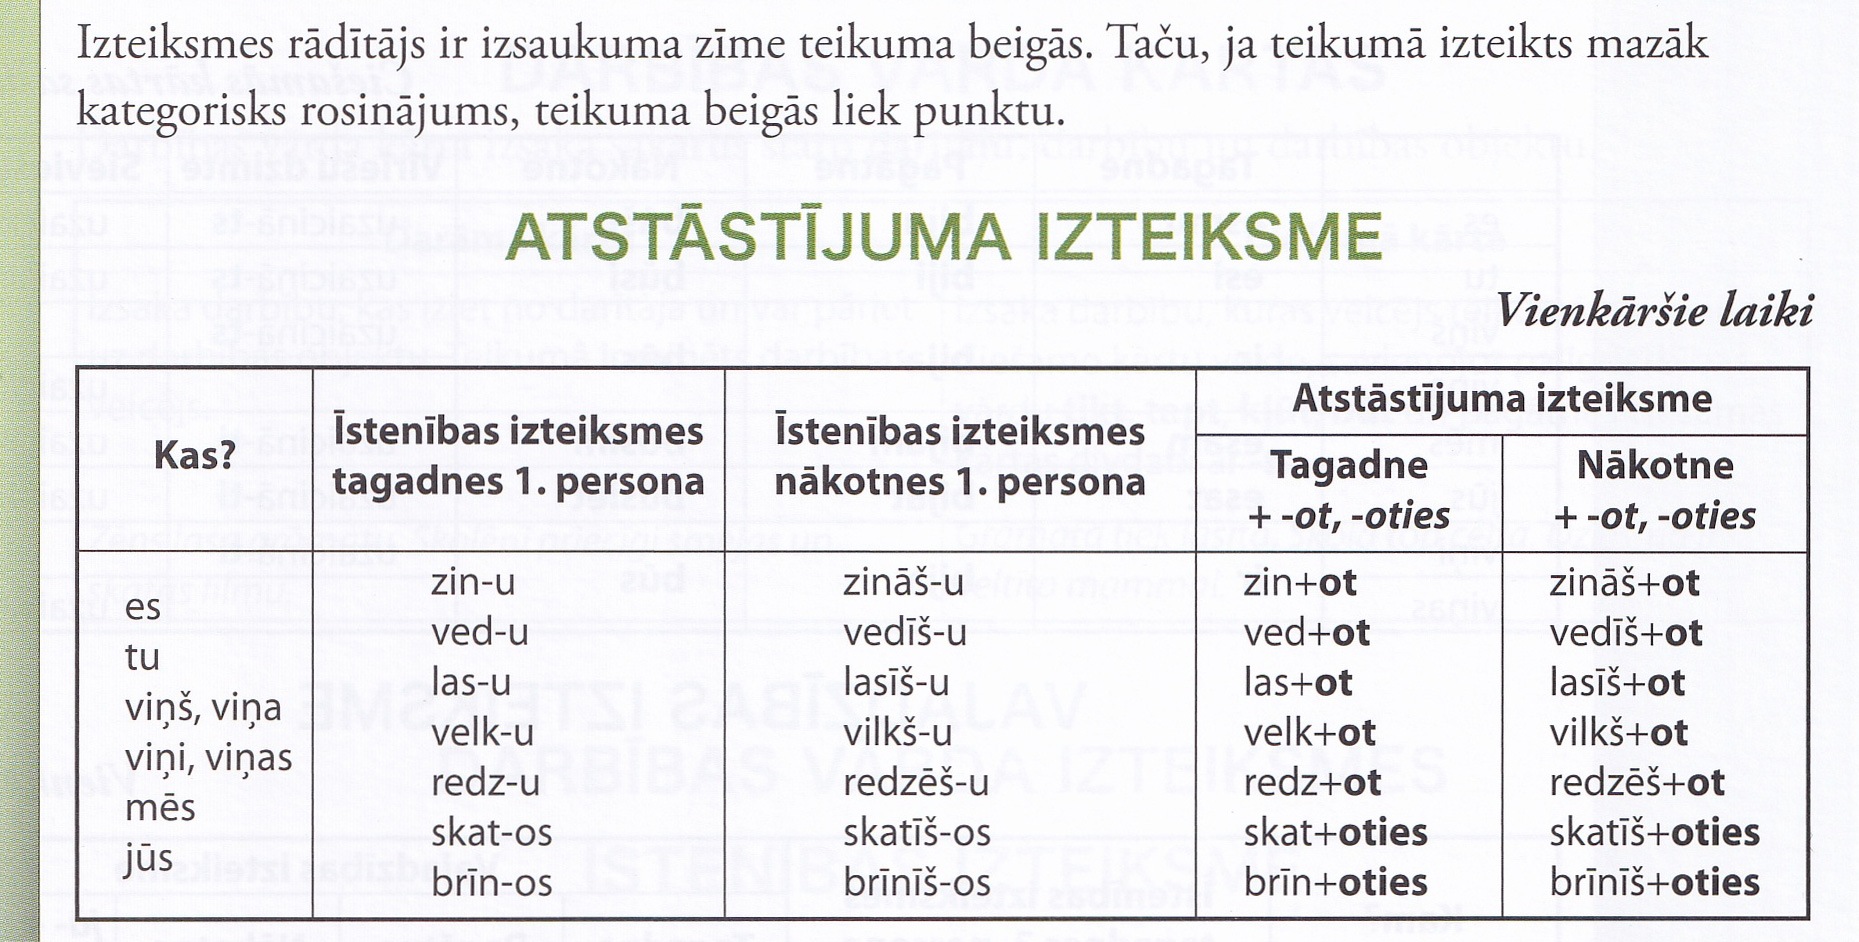 Izteiksmes rādītājs ir izsaukuma zīme teikuma beigās. Taču, ja teikumā izteikts mazāk
kategorisks rosinājums, teikuma beigās liek punktu.
ATSTĀSTĪJUMA IZTEIKSME
Vienkāršie laiki
Kas? Īstenības izteiksmes tagadnes 1. persona Īstenības izteiksmes nākotnes 1. persona Atstāstījuma izteiksme
Tagadne + -ot, -oties Nākotne + -ot, -oties
es zin-u zināš-u zin+ot zināš+ot
tu ved-u vedīš-u ved+ot vedīš+ot
viņš, viņa las-u lasīš-u las+ot lasīš+ot
viņi, viņas velk-u vilkš-u velk+ot vilkš+ot
mēs redz-u redzēš-u redz+ot redzēš+ot
jūs skat-os skatīš-os skat+oties skatīš+oties
brīn-os brīnīš-os brīn+oties brīnīš+oties